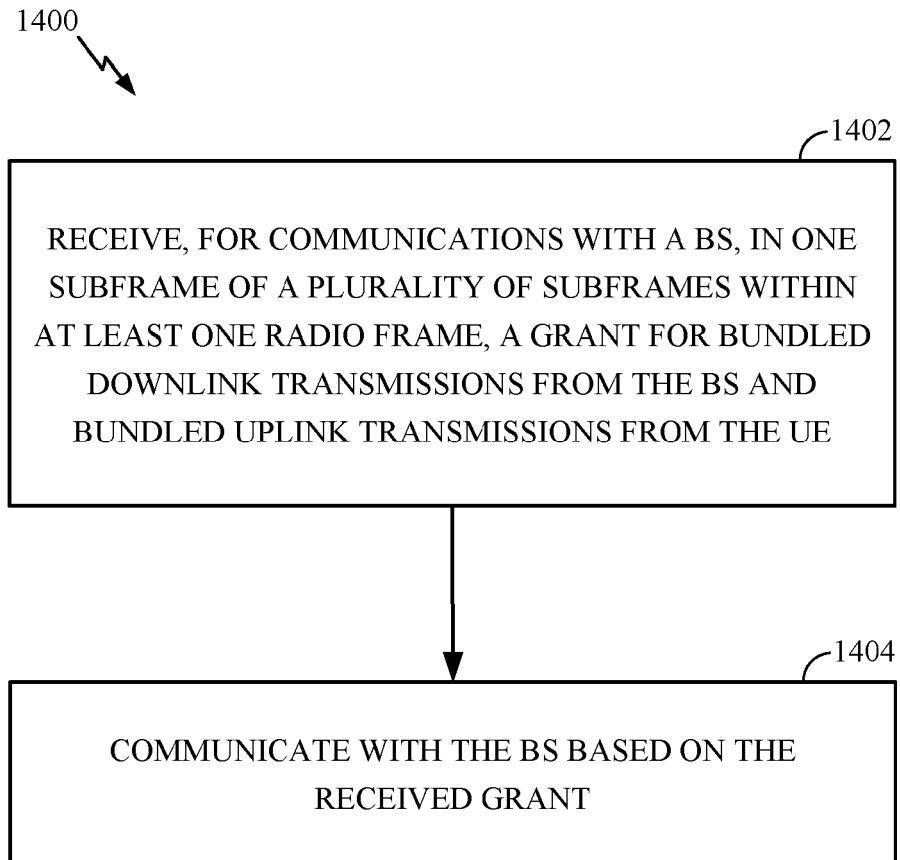 1400
1402
RECEIVE, FOR COMMUNICATIONS WITH A BS, IN ONE
SUBFRAME OF A PLURALITY OF SUBFRAMES WITHIN
AT LEAST ONE RADIO FRAME, A GRANT FOR BUNDLED
DOWNLINK TRANSMISSIONS FROM THE BS AND
BUNDLED UPLINK TRANSMISSIONS FROM THE UE
1404
COMMUNICATE WITH THE BS BASED ON THE
RECEIVED GRANT